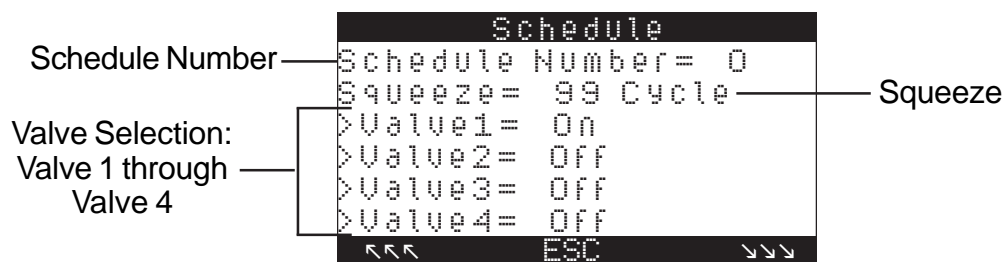 Schedule
Schedule Number
Schedule Number= 0
Squeeze= 99 Cycle
Squeeze
Valve Selection:
Valve 1 through
Valve 4
>Valve1= On
>Valve2= Off
>Valve3= Off
>Valve4= Off
↖↖↖ ESC ↘↘↘